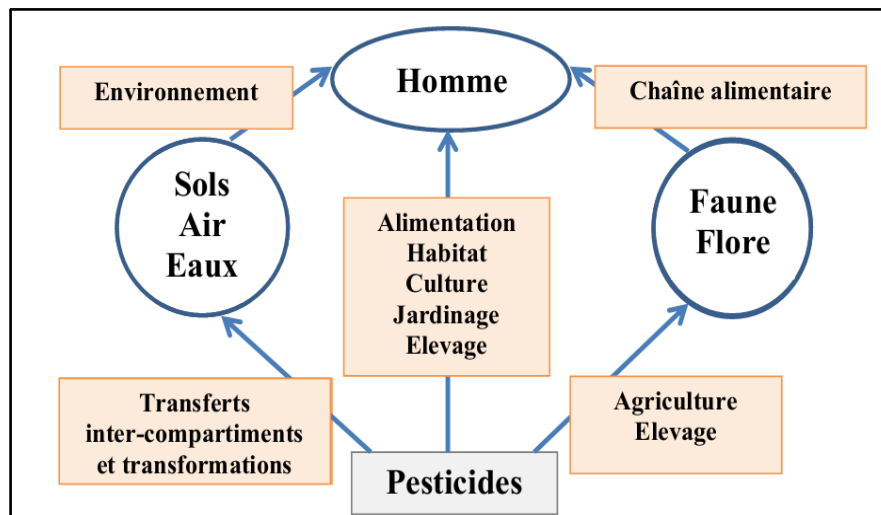 Homme
Environnement
Chaîne alimentaire
Sols
Air
Eaux
Alimentation
Habitat
Culture
Jardinage
Elevage
Faune
Flore
Transferts
inter-compartiments
et transformations
Agriculture
Elevage
Pesticides